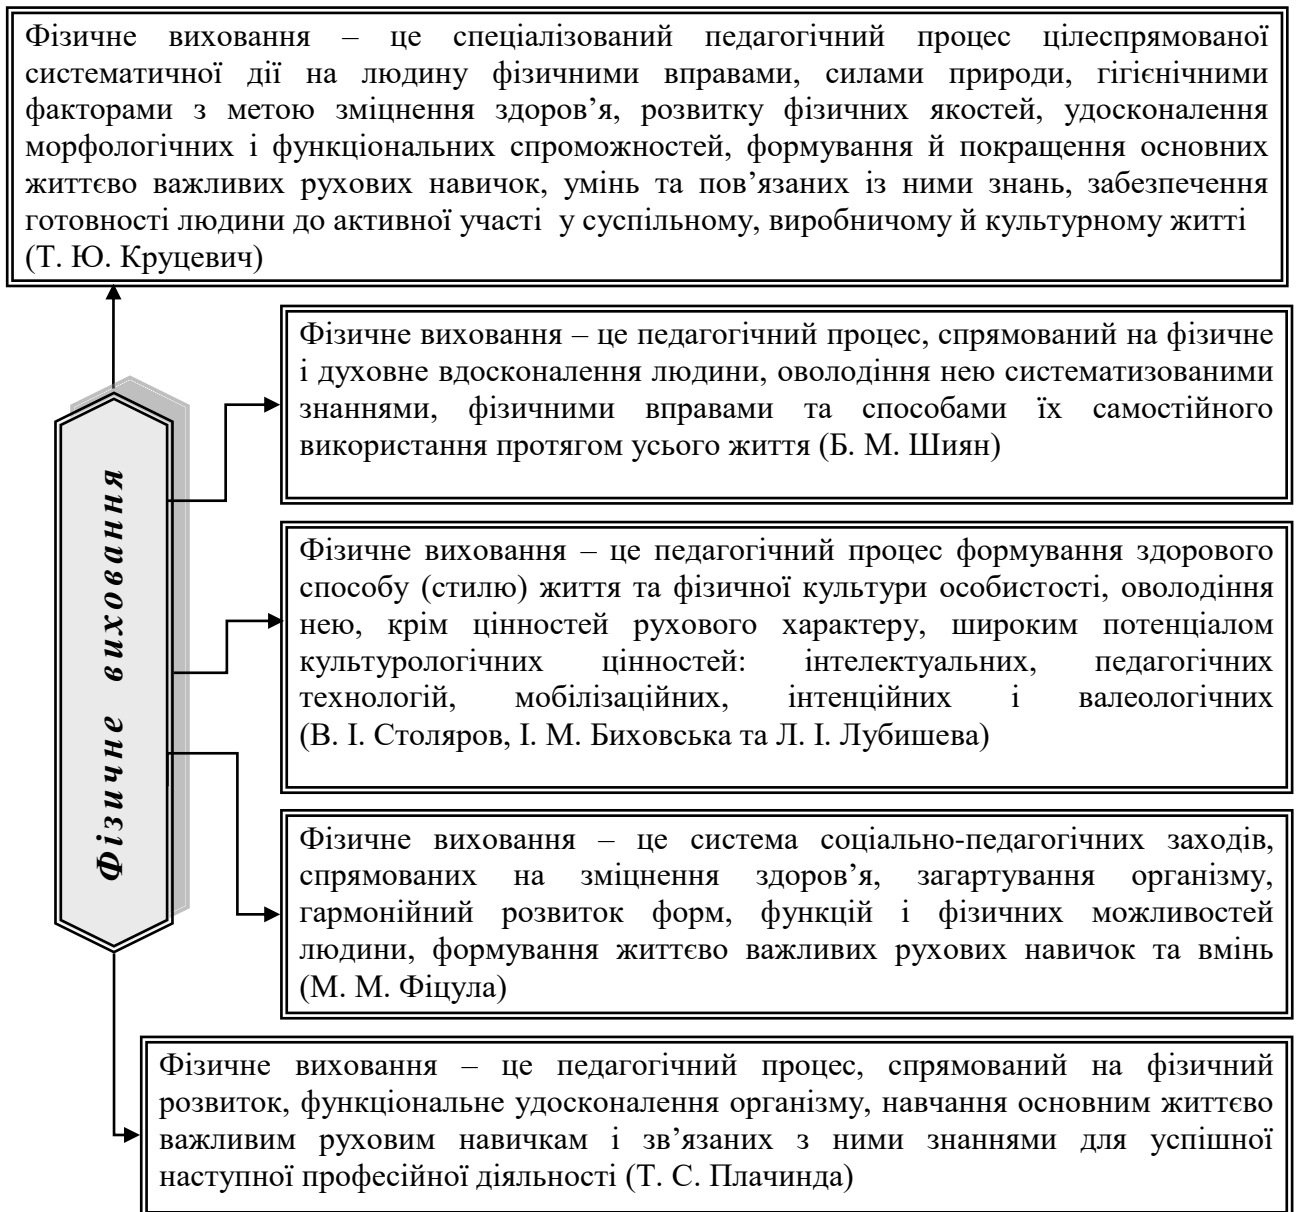 Фізичне виховання – це спеціалізований педагогічний процес цілеспрямованої
систематичної дії на людину фізичними вправами, силами природи, гігієнічними
факторами з метою зміцнення здоров’я, розвитку фізичних якостей, удосконалення
морфологічних і функціональних спроможностей, формування й покращення основних
життєво важливих рухових навичок, умінь та пов’язаних із ними знань, забезпечення
готовності людини до активної участі у суспільному, виробничому й культурному житті
(Т. Ю. Круцевич)
Фізичне виховання
Фізичне виховання – це педагогічний процес, спрямований на фізичне
і духовне вдосконалення людини, оволодіння нею систематизованими
знаннями, фізичними вправами та способами їх самостійного
використання протягом усього життя (Б. М. Шиян)
Фізичне виховання – це педагогічний процес формування здорового
способу (стилю) життя та фізичної культури особистості, оволодіння
нею, крім цінностей рухового характеру, широким потенціалом
культурологічних цінностей: інтелектуальних, педагогічних
технологій, мобілізаційних, інтенційних і валеологічних
(В. І. Столяров, І. М. Биховська та Л. І. Лубишева)
Фізичне виховання – це система соціально-педагогічних заходів,
спрямованих на зміцнення здоров’я, загартування організму,
гармонійний розвиток форм, функцій і фізичних можливостей
людини, формування життєво важливих рухових навичок та вмінь
(М. М. Фіцула)
Фізичне виховання – це педагогічний процес, спрямований на фізичний
розвиток, функціональне удосконалення організму, навчання основним життєво
важливим руховим навичкам і зв’язаних з ними знаннями для успішної
наступної професійної діяльності (Т. С. Плачинда)